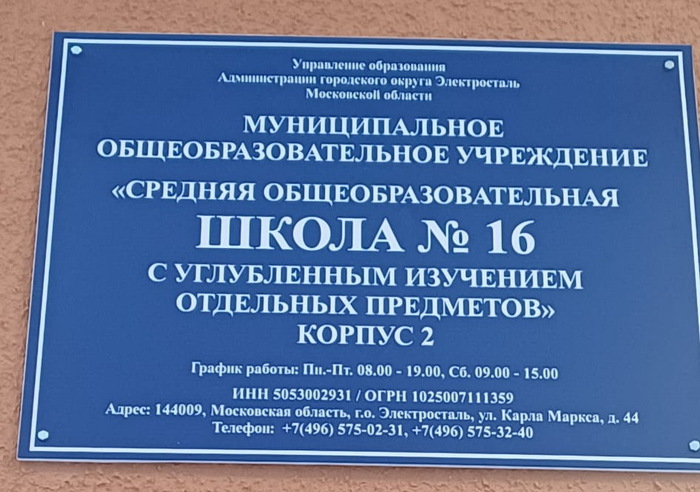 Управление образования
Администрации городского округа Электросталь
Московской области
МУНИЦИПАЛЬНОЕ
ОБЩЕОБРАЗОВАТЕЛЬНОЕ УЧРЕЖДЕНИЕ
«СРЕДНЯЯ ОБЩЕОБРАЗОВАТЕЛЬНАЯ
ШКОЛА № 16
С УГЛУБЛЕННЫМ ИЗУЧЕНИЕМ
ОТДЕЛЬНЫХ ПРЕДМЕТОВ»
КОРПУС 2
График работы: Пн.-Пт. 08.00 - 19.00, Сб. 09.00 - 15.00
ИНН 5053002931 / ОГРН 1025007111359
Адрес: 144009, Московская область, г.о. Электросталь, ул. Карла Маркса, д. 44
Телефон: +7(496) 575-02-31, +7(496) 575-32-40